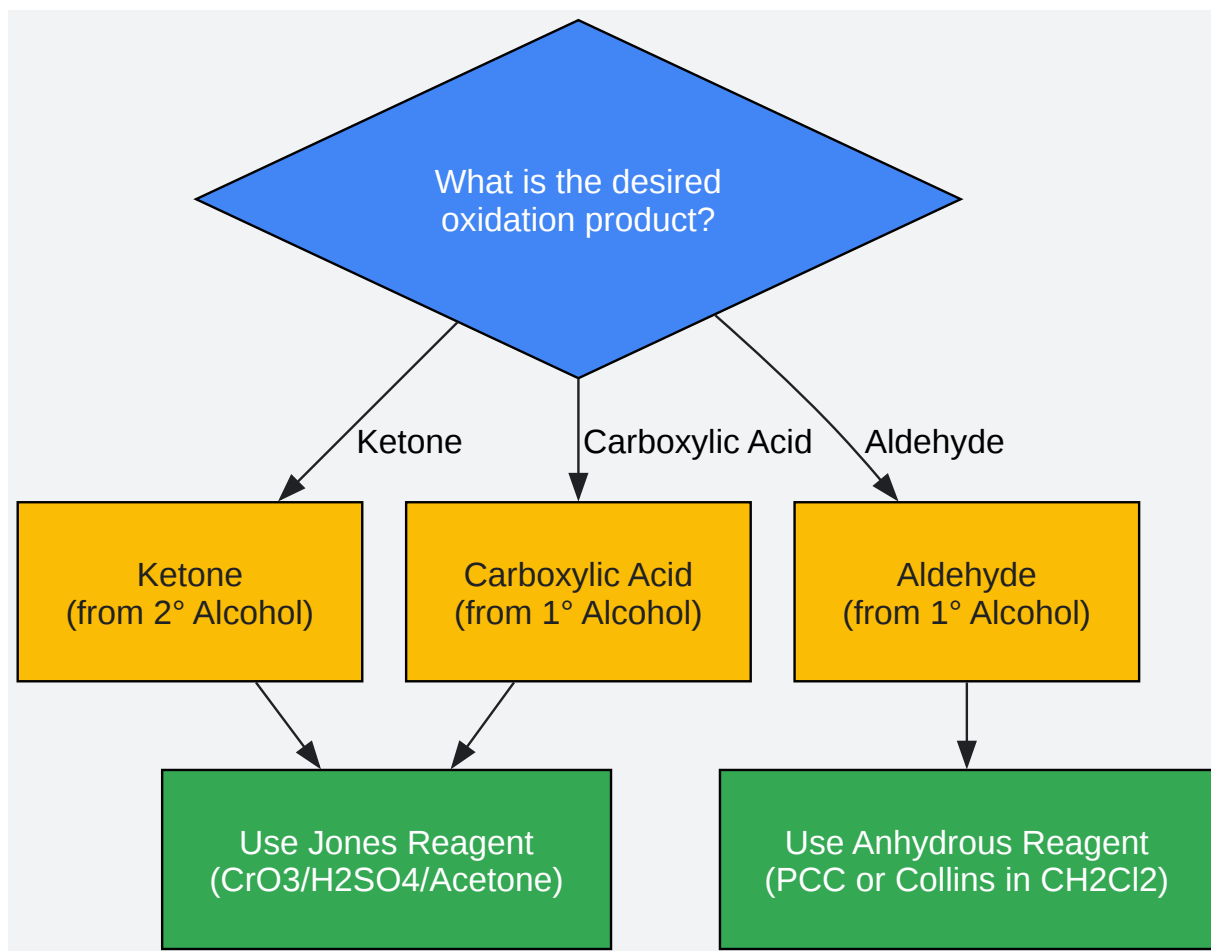 What is the desired
oxidation product?
Ketone
Carboxylic Acid
Aldehyde
Ketone
(from 2° Alcohol)
Carboxylic Acid
(from 1° Alcohol)
Aldehyde
(from 1° Alcohol)
Use Jones Reagent
(CrO3/H2SO4/Acetone)
Use Anhydrous Reagent
(PCC or Collins in CH2Cl2)